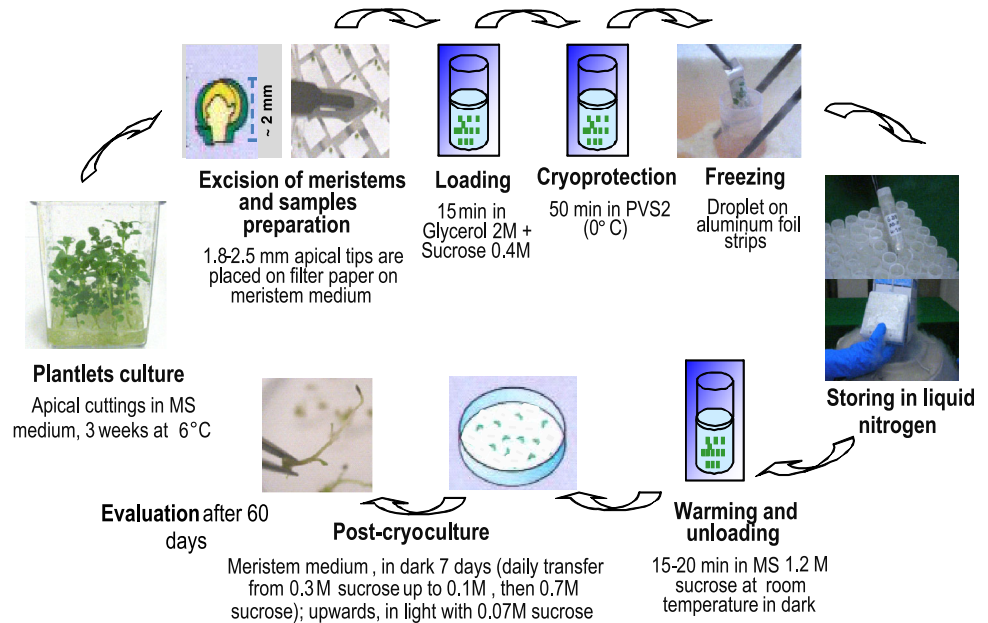 Plantlets culture
Apical cuttings in MS
medium, 3 weeks at 6°C
~ 2 mm
Excision of meristems
and samples
preparation
1.8-2.5 mm apical tips are
placed on filter paper on
meristem medium
Loading
15min in
Glycerol 2M +
Sucrose 0.4M
Cryoprotection
50 min in PVS2
(0° C)
Freezing
Droplet on
aluminum foil
strips
Storing in liquid
nitrogen
Warming and
unloading
15-20 min in MS 1.2 M
sucrose at room
temperature in dark
Post-cryoculture
Meristem medium , in dark 7 days (daily transfer
from 0.3M sucrose up to 0.1M , then 0.7M
sucrose); upwards, in light with 0.07M sucrose
Evaluation after 60
days